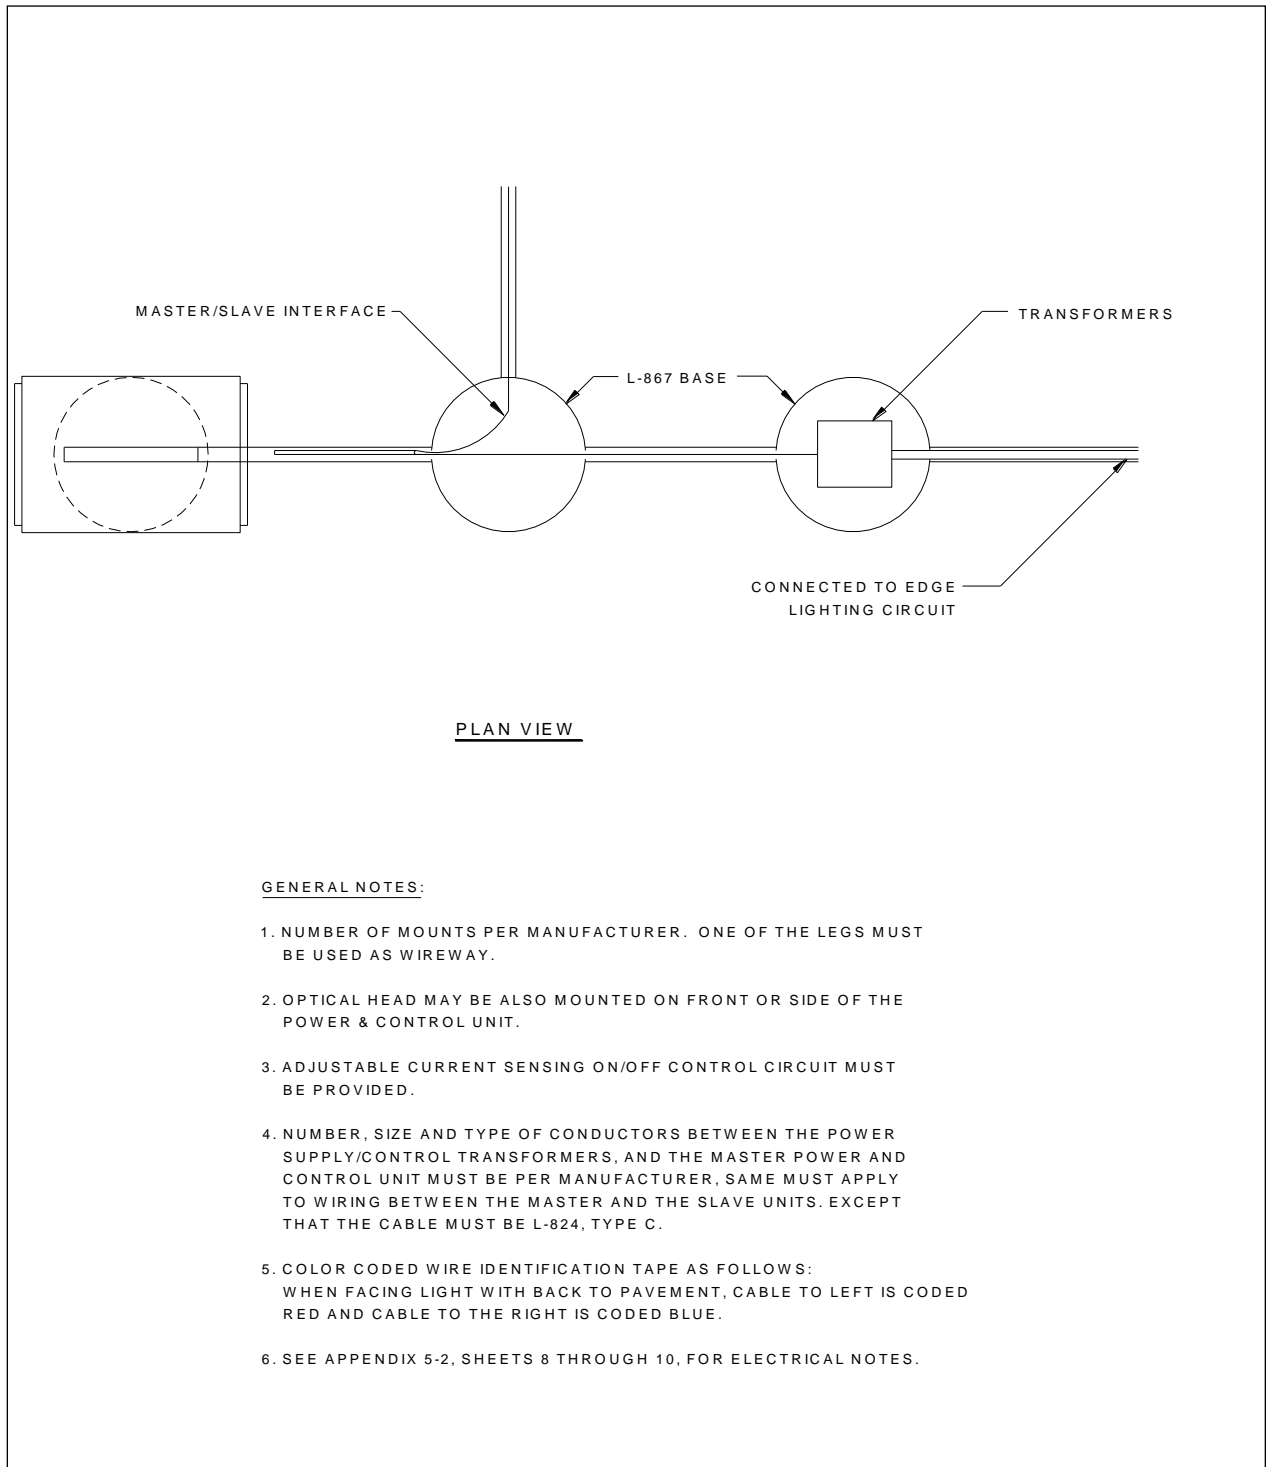 MASTER/SLAVE INTERFACE
TRANSFORMERS
L-867 BASE
CONNECTED TO EDGE
LIGHTING CIRCUIT
PLAN VIEW
GENERAL NOTES:
1. NUMBER OF MOUNTS PER MANUFACTURER. ONE OF THE LEGS MUST
BE USED AS WIREWAY.
2. OPTICAL HEAD MAY BE ALSO MOUNTED ON FRONT OR SIDE OF THE
POWER & CONTROL UNIT.
3. ADJUSTABLE CURRENT SENSING ON/OFF CONTROL CIRCUIT MUST
BE PROVIDED.
4. NUMBER, SIZE AND TYPE OF CONDUCTORS BETWEEN THE POWER
SUPPLY/CONTROL TRANSFORMERS, AND THE MASTER POWER AND
CONTROL UNIT MUST BE PER MANUFACTURER, SAME MUST APPLY
TO WIRING BETWEEN THE MASTER AND THE SLAVE UNITS. EXCEPT
THAT THE CABLE MUST BE L-824, TYPE C.
5. COLOR CODED WIRE IDENTIFICATION TAPE AS FOLLOWS:
WHEN FACING LIGHT WITH BACK TO PAVEMENT, CABLE TO LEFT IS CODED
RED AND CABLE TO THE RIGHT IS CODED BLUE.
6. SEE APPENDIX 5-2, SHEETS 8 THROUGH 10, FOR ELECTRICAL NOTES.